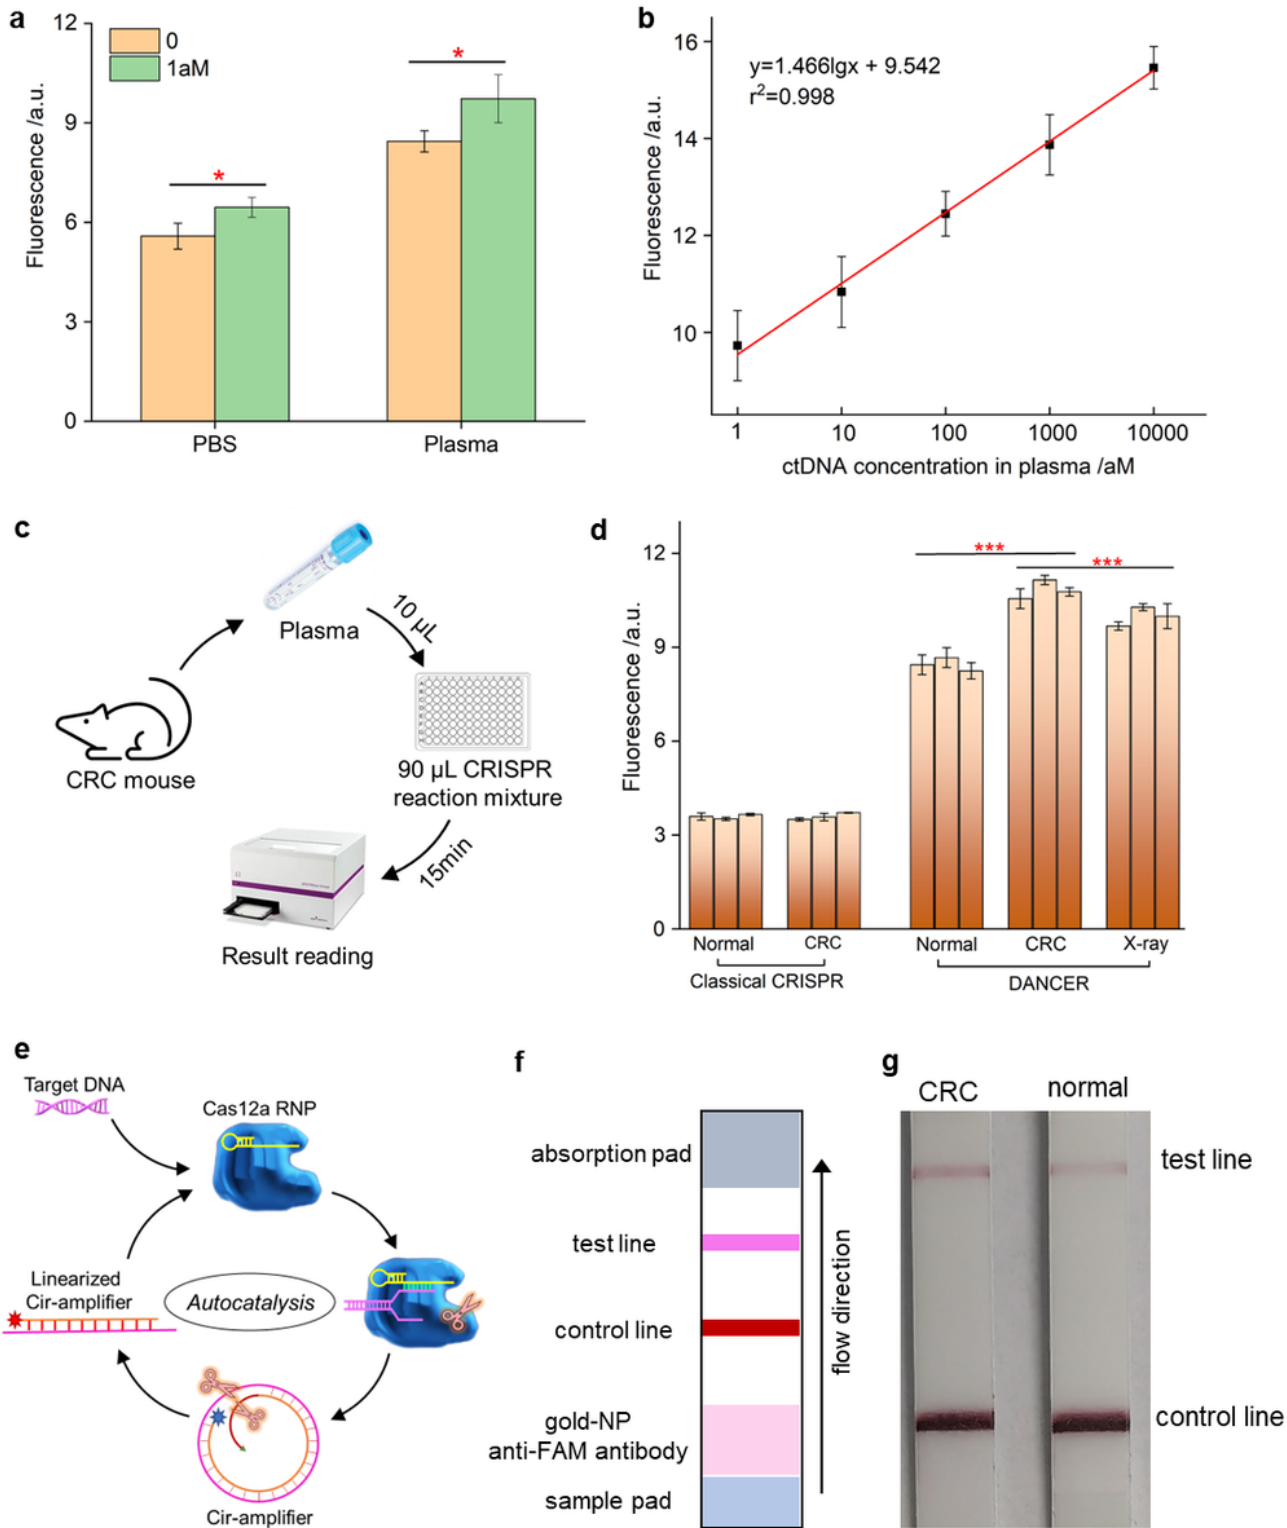 a
12
9
6
3
0
Fluorescence /a.u.
0
1aM
*
*
PBS
Plasma
b
16
14
12
10
Fluorescence /a.u.
y=1.466lgx + 9.542
r²=0.998
1
10
100
1000
10000
ctDNA concentration in plasma /aM
c
Plasma
10 µL
CRC mouse
90 µL CRISPR
reaction mixture
15min
Result reading
d
12
9
6
3
0
Fluorescence /a.u.
***
***
Normal
CRC
Normal
CRC
X-ray
Classical CRISPR
DANCER
e
Target DNA
Cas12a RNP
Linearized
Cir-amplifier
Autocatalysis
Cir-amplifier
f
absorption pad
test line
control line
gold-NP
anti-FAM antibody
sample pad
flow direction
g
CRC
normal
test line
control line